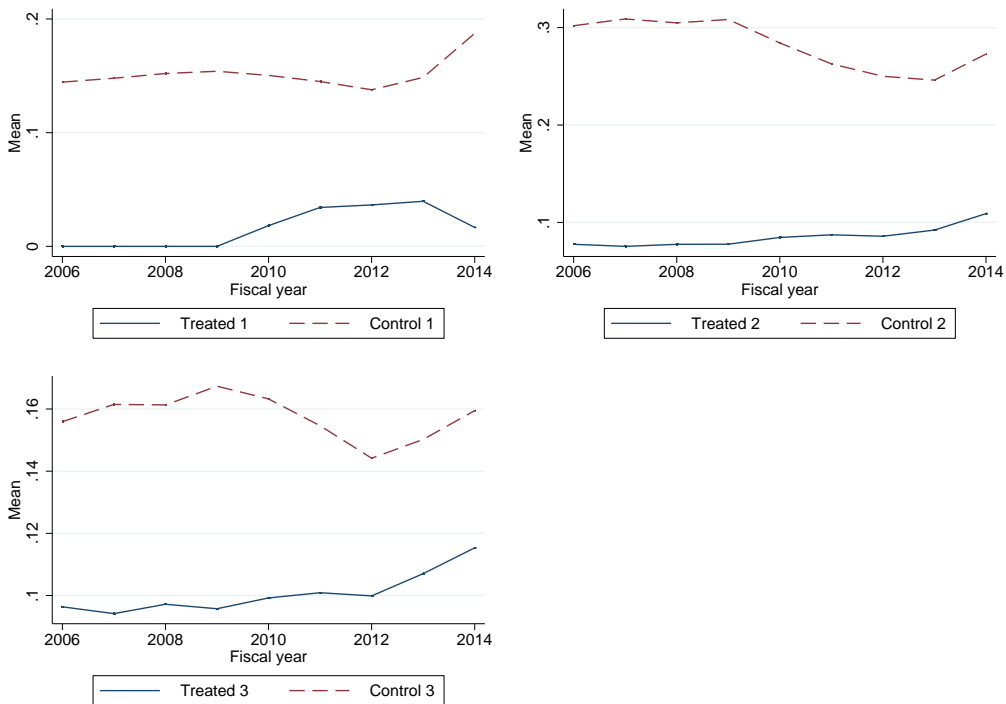 .2
.1
0
Mean
2006 2008 2010 2012 2014
Fiscal year
Treated 1 Control 1
.3
.2
.1
Mean
2006 2008 2010 2012 2014
Fiscal year
Treated 2 Control 2
.16
.14
.12
.1
Mean
2006 2008 2010 2012 2014
Fiscal year
Treated 3 Control 3